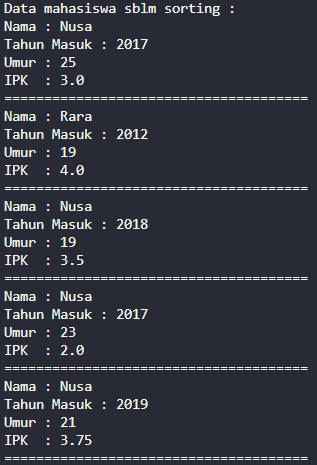 Data mahasiswa sblm sorting :
Nama : Nusa
Tahun Masuk : 2017
Umur : 25
IPK  : 3.0
======================================
Nama : Rara
Tahun Masuk : 2012
Umur : 19
IPK  : 4.0
======================================
Nama : Nusa
Tahun Masuk : 2018
Umur : 19
IPK  : 3.5
======================================
Nama : Nusa
Tahun Masuk : 2017
Umur : 23
IPK  : 2.0
======================================
Nama : Nusa
Tahun Masuk : 2019
Umur : 21
IPK  : 3.75
======================================